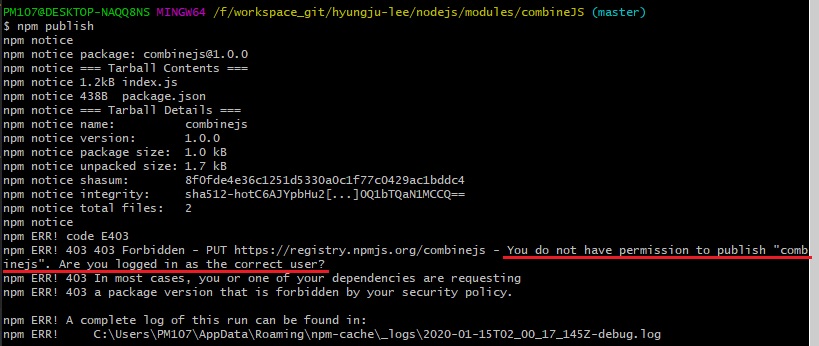 PM107@DESKTOP-NAQQ8NS MINGW64 /f/workspace_git/hyungju-lee/nodejs/modules/combineJS (master)
$ npm publish
npm notice
npm notice package: combinejs@1.0.0
npm notice === Tarball Contents ===
npm notice 1.2kB index.js
npm notice 438B  package.json
npm notice === Tarball Details ===
npm notice name:          combinejs
npm notice version:       1.0.0
npm notice package size:  1.0 kB
npm notice unpacked size: 1.7 kB
npm notice shasum:        8f0fde4e36c1251d5330a0c1f77c0429ac1bddc4
npm notice integrity:     sha512-hotC6AJYpbHu2[...]OQ1bTQaN1MCCQ==
npm notice total files:   2
npm notice
npm ERR! code E403
npm ERR! 403 403 Forbidden - PUT https://registry.npmjs.org/combinejs - You do not have permission to publish "comb
inejs". Are you logged in as the correct user?
npm ERR! 403 In most cases, you or one of your dependencies are requesting
npm ERR! 403 a package version that is forbidden by your security policy.

npm ERR! A complete log of this run can be found in:
npm ERR!     C:\Users\PM107\AppData\Roaming\npm-cache\_logs\2020-01-15T02_00_17_145Z-debug.log